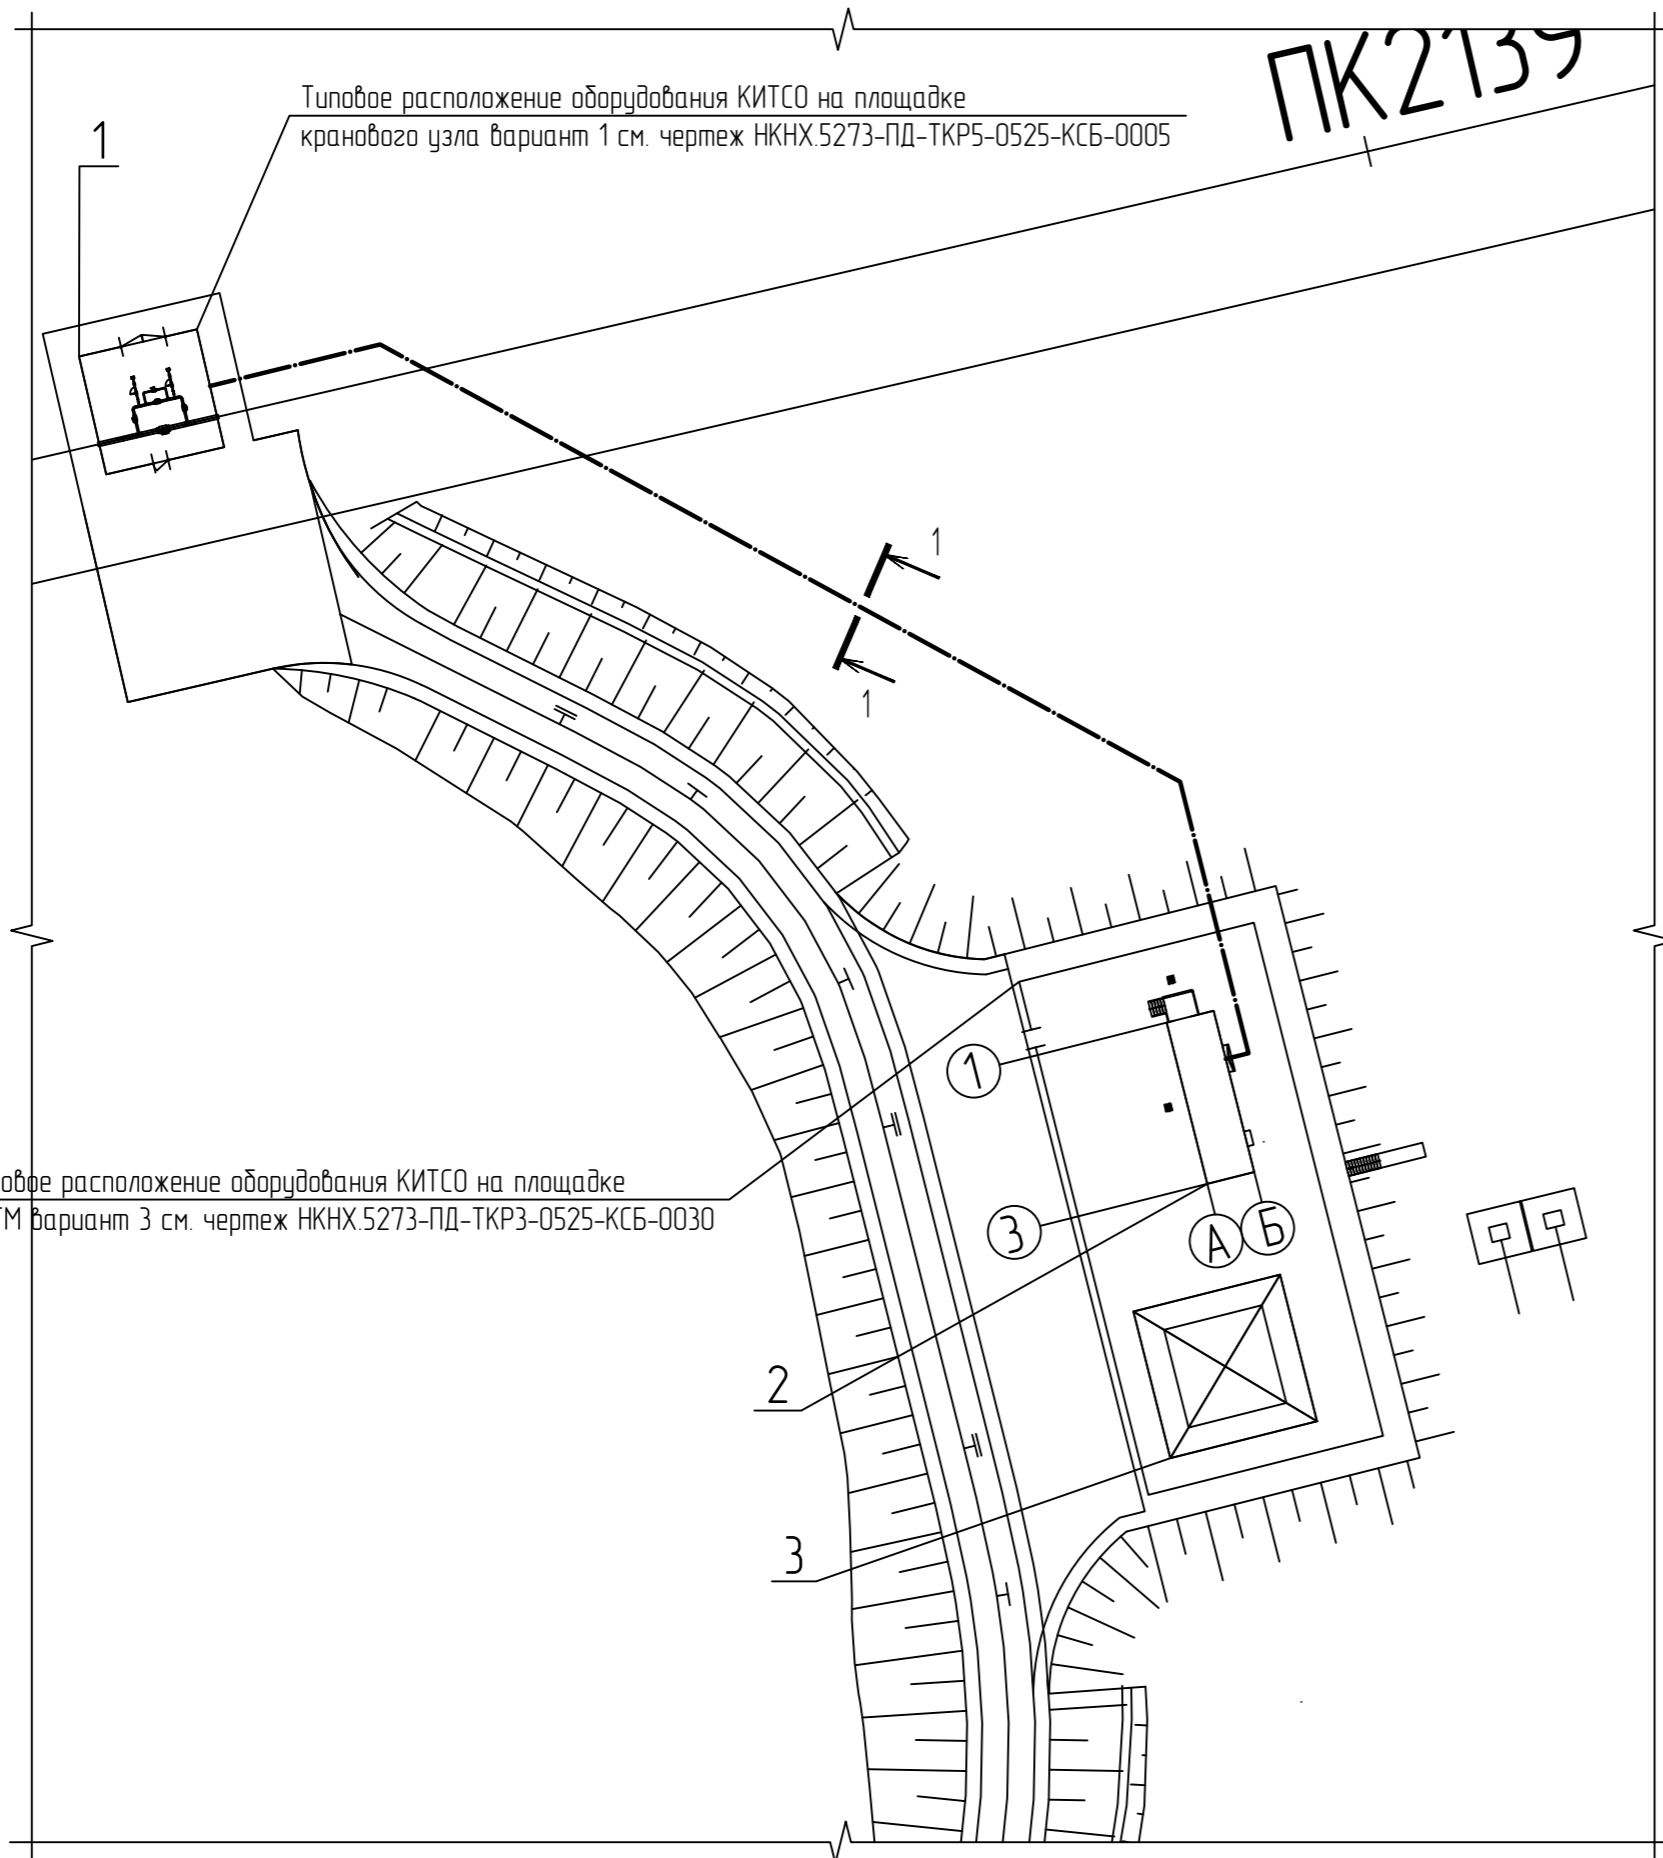 ПК2139
Типовое расположение оборудования КИТСО на площадке
кранового узла вариант 1 см. чертеж НКНХ.5273-ПД-ТКР5-0525-КСБ-0005
1
1
1
1
овое расположение оборудования КИТСО на площадке
ТМ вариант 3 см. чертеж НКНХ.5273-ПД-ТКР3-0525-КСБ-0030
3
А
Б
2
3